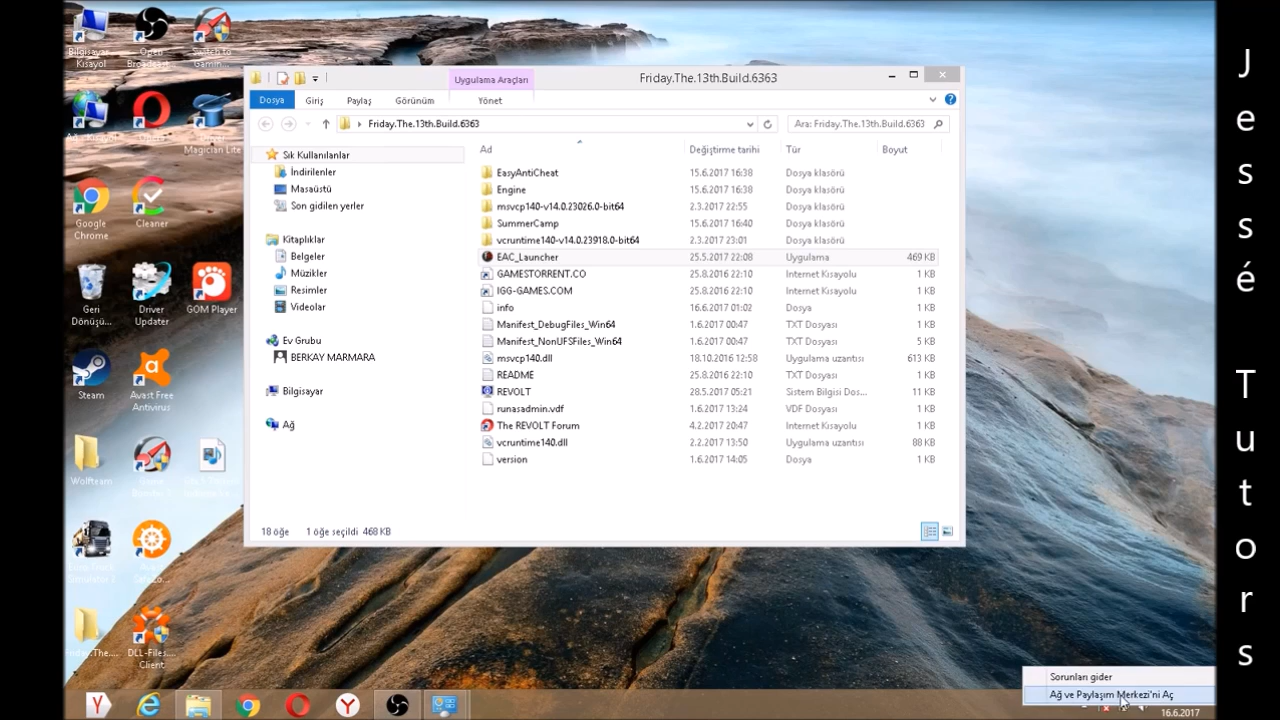 Bilgisayar
Kısayol
Open
Broadcast...
Switch to
Gamin...
Magician Lite
Google
Chrome
Cleaner
Geri
Dönüşü...
Driver
Updater
GOM Player
Steam
Avast Free
Antivirus
Wolfteam
DLL-Files...
Client
Uygulama Araçları
Friday.The.13th.Build.6363
Dosya
Giriş
Paylaş
Görünüm
Yönet
Friday.The.13th.Build.6363
Ara: Friday.The.13th.Build.6363
Sık Kullanılanlar
İndirilenler
Masaüstü
Son gidilen yerler
Kitaplıklar
Belgeler
Müzikler
Resimler
Videolar
Ev Grubu
BERKAY MARMARA
Bilgisayar
Ağ
Ad Değiştirme tarihi Tür Boyut
EasyAntiCheat 15.6.2017 16:38 Dosya klasörü
Engine 15.6.2017 16:38 Dosya klasörü
msvcp140-v14.0.23026.0-bit64 2.3.2017 22:55 Dosya klasörü
SummerCamp 15.6.2017 16:40 Dosya klasörü
vcruntime140-v14.0.23918.0-bit64 2.3.2017 23:01 Dosya klasörü
EAC_Launcher 25.5.2017 22:08 Uygulama 469 KB
GAMESTORRENT.CO 25.8.2016 22:10 Internet Kısayolu 1 KB
IGG-GAMES.COM 25.8.2016 22:10 Internet Kısayolu 1 KB
info 16.6.2017 01:02 Dosya 1 KB
Manifest_DebugFiles_Win64 1.6.2017 00:47 TXT Dosyası 1 KB
Manifest_NonUFSFiles_Win64 1.6.2017 00:47 TXT Dosyası 5 KB
msvcp140.dll 18.10.2016 12:58 Uygulama uzantısı 613 KB
README 25.8.2016 22:10 TXT Dosyası 1 KB
REVOLT 28.5.2017 05:21 Sistem Bilgisi Dos... 11 KB
runasadmin.vdf 1.6.2017 13:24 VDF Dosyası 1 KB
The REVOLT Forum 4.2.2017 20:47 Internet Kısayolu 1 KB
vcruntime140.dll 2.2.2017 13:50 Uygulama uzantısı 88 KB
version 1.6.2017 14:05 Dosya 1 KB
18 öğe 1 öğe seçildi 468 KB
Sorunları gider
Ağ ve Paylaşım Merkezi'ni Aç
16.6.2017
Jessé Tutors